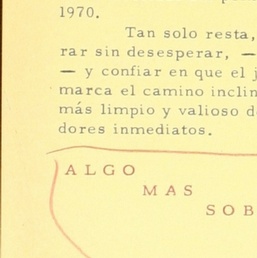 1970.
Tan solo resta,
rar sin desesperar, —
— y confiar en que el j
marca el camino inclin
más limpio y valioso d
dores inmediatos.
ALGO
MAS
SOB